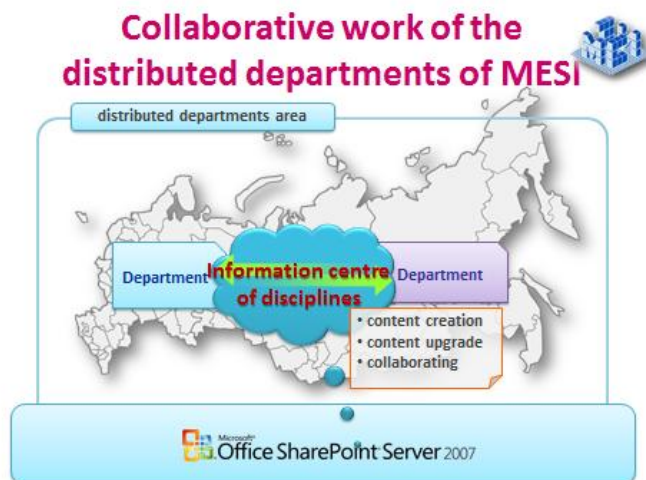 Collaborative work of the
distributed departments of MESI
MESI
distributed departments area
Department
Information centre
of disciplines
Department
• content creation
• content upgrade
• collaborating
Microsoft®
Office SharePoint Server 2007